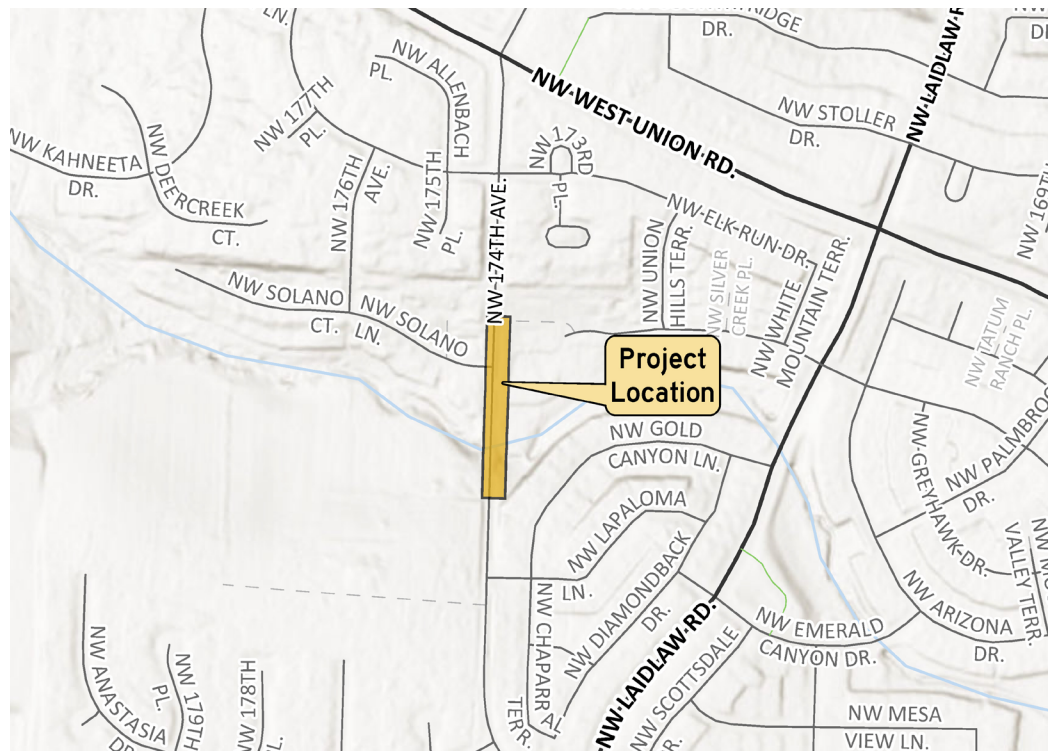 LN.
RIDGE
DR.
NW·LAIDLAW·R
NW ALLENBACH
PL.
NW 177TH
PL.
NW·WEST·UNION·RD.
NW STOLLER
DR.
NW KAHNEETA
DR.
NW DEERCREEK
CT.
NW 176TH
AVE.
NW 175TH
PL.
NW·174TH·AVE.
NW 173RD
PL.
NW·ELK·RUN·DR.
NW 169TH
NW UNION
HILLS TERR.
NW SILVER
CREEK PL.
NW WHITE
MOUNTAIN TERR.
NW SOLANO
CT.
NW SOLANO
LN.
Project
Location
NW TATUM
RANCH PL.
NW GOLD
CANYON LN.
NW·GREYHAWK·DR.
NW PALMBROO
DR.
NW LAPALOMA
LN.
NW DIAMONDBACK
DR.
NW CHAPARRAL
TERR.
NW·LAIDLAW·RD.
NW EMERALD
CANYON DR.
NW ARIZONA
DR.
VALLEY TERR.
NW SCOTTSDALE
NW MESA
VIEW LN.
NW ANASTASIA
NW 179TH
PL.
NW 178TH